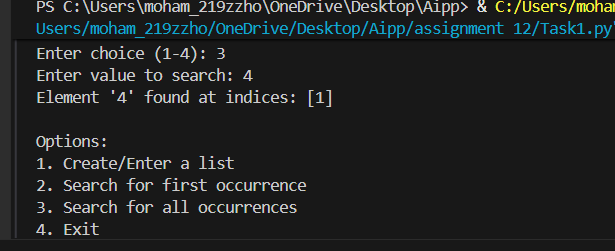 PS C:\Users\moham_219zzho\OneDrive\Desktop\Aipp> & C:/Users/moham
Users/moham_219zzho/OneDrive/Desktop/Aipp/assignment 12/Task1.py
Enter choice (1-4): 3
Enter value to search: 4
Element '4' found at indices: [1]

Options:
1. Create/Enter a list
2. Search for first occurrence
3. Search for all occurrences
4. Exit